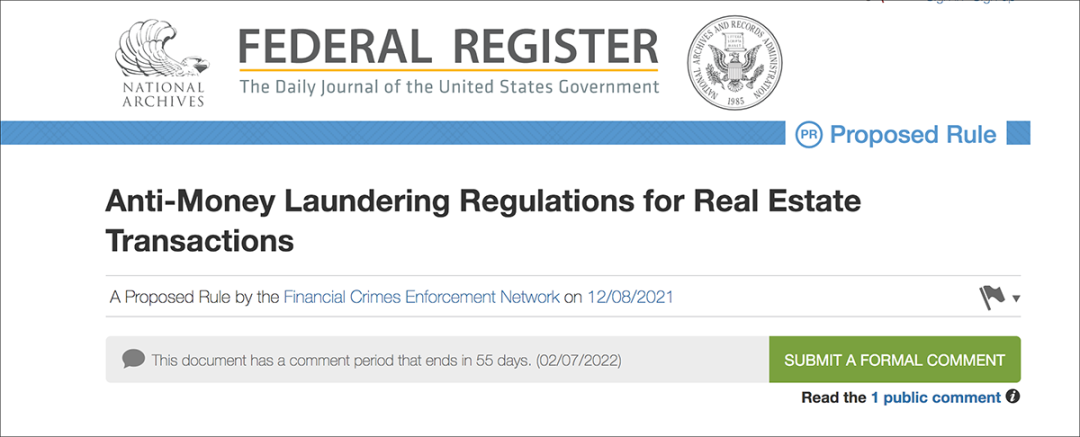 NATIONAL
ARCHIVES
FEDERAL REGISTER
The Daily Journal of the United States Government
NATIONAL ARCHIVES AND RECORDS ADMINISTRATION
1985
PR Proposed Rule
Anti-Money Laundering Regulations for Real Estate
Transactions
A Proposed Rule by the Financial Crimes Enforcement Network on 12/08/2021
This document has a comment period that ends in 55 days. (02/07/2022)
SUBMIT A FORMAL COMMENT
Read the 1 public comment